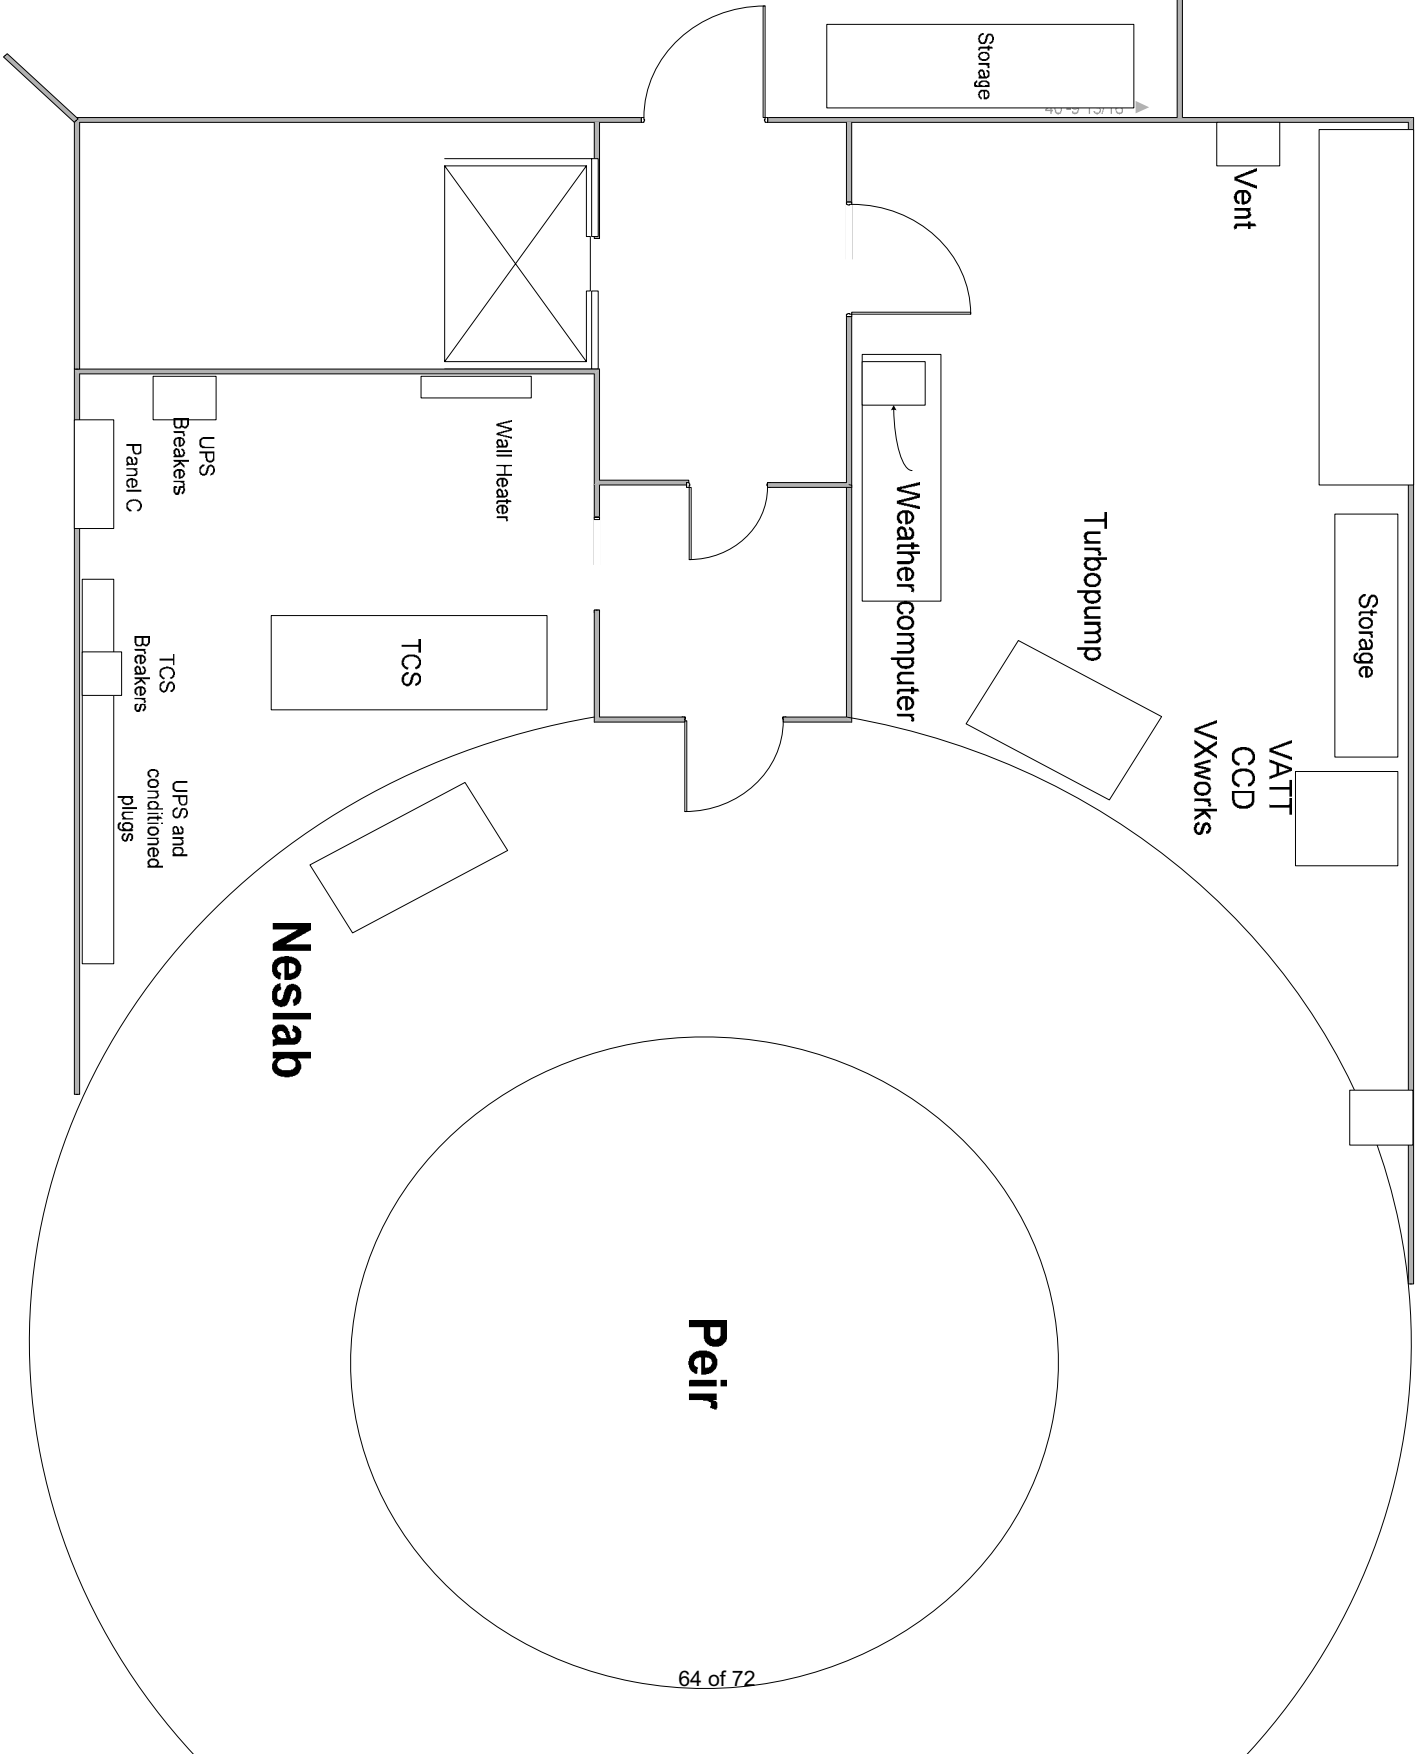 Storage
Vent
Storage
VATT
CCD
VXworks
Turbopump
Weather computer
Wall Heater
UPS
Breakers
Panel C
TCS
TCS
Breakers
UPS and
conditioned
plugs
Neslab
Peir
64 of 72